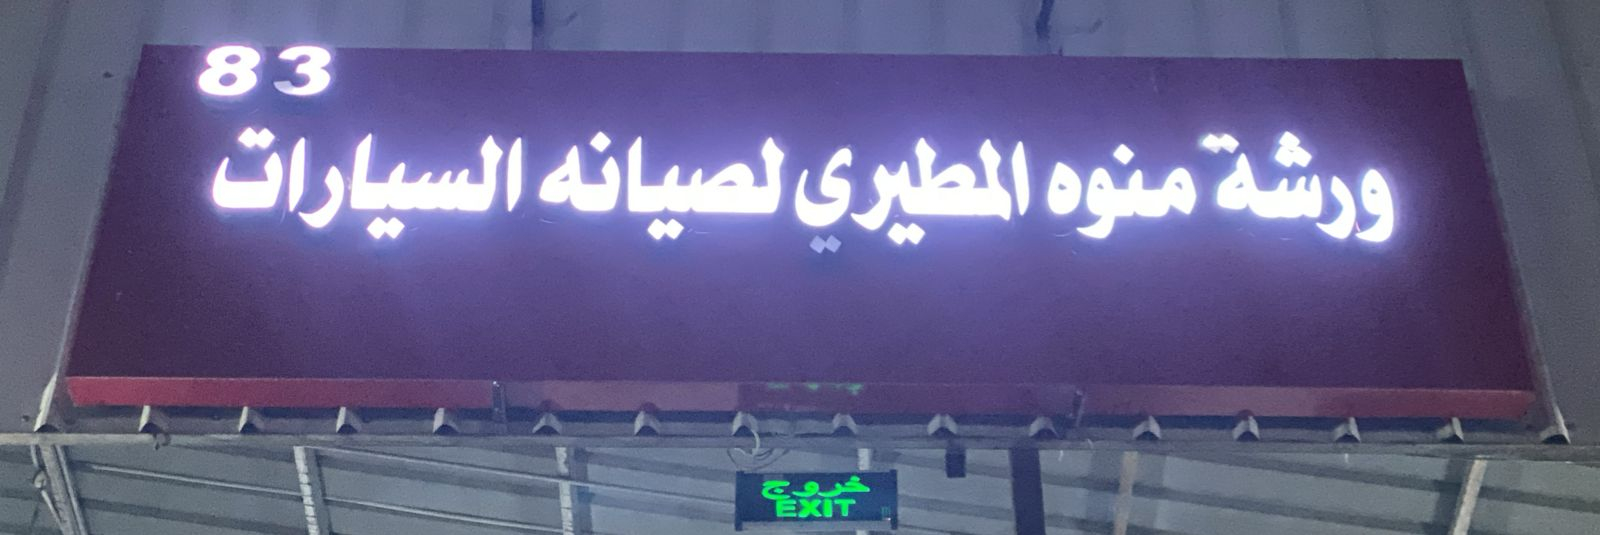 83
ورشة منوه المطيري لصيانه السيارات
خروج
EXIT